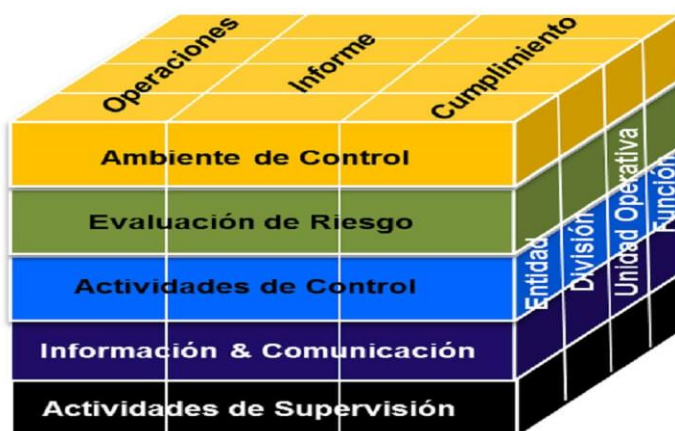 Operaciones
Informe
Cumplimiento
Ambiente de Control
Evaluación de Riesgo
Actividades de Control
Información & Comunicación
Actividades de Supervisión
Entidad
División
Unidad Operativa
Función